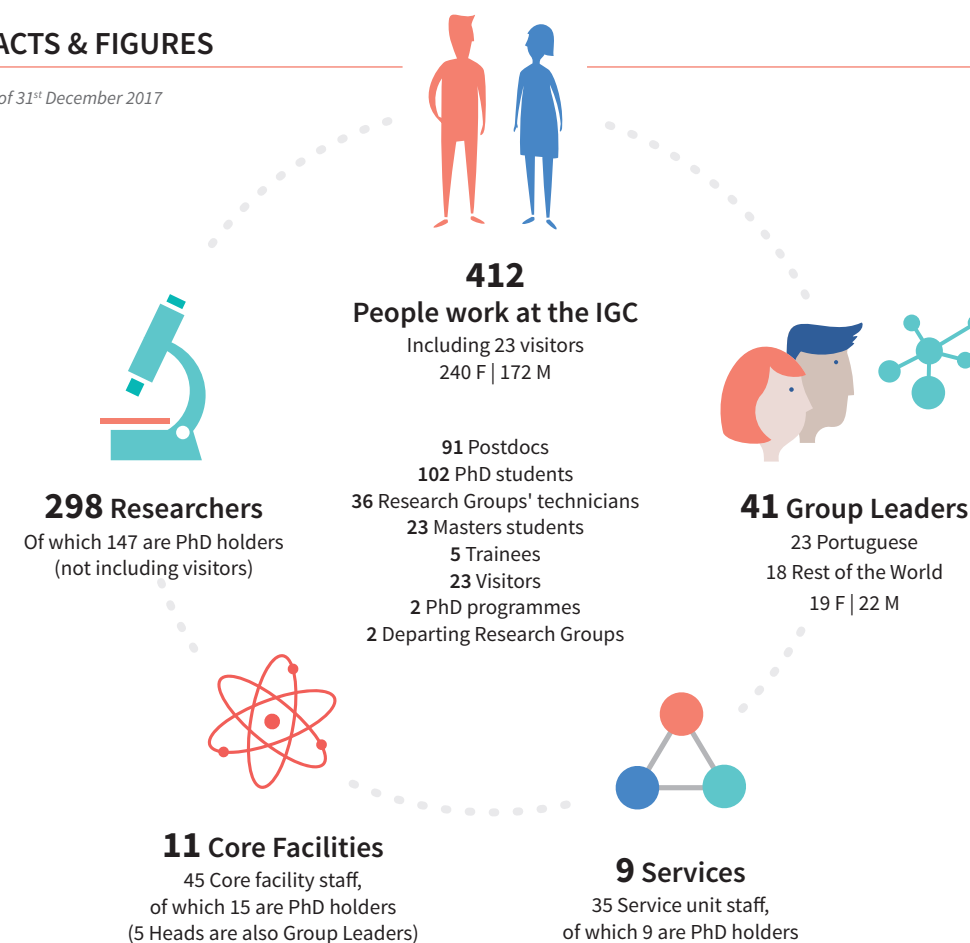 ACTS & FIGURES
of 31st December 2017
412
People work at the IGC
Including 23 visitors
240 F | 172 M
91 Postdocs
102 PhD students
36 Research Groups' technicians
23 Masters students
5 Trainees
23 Visitors
2 PhD programmes
2 Departing Research Groups
298 Researchers
Of which 147 are PhD holders
(not including visitors)
41 Group Leaders
23 Portuguese
18 Rest of the World
19 F | 22 M
11 Core Facilities
45 Core facility staff,
of which 15 are PhD holders
(5 Heads are also Group Leaders)
9 Services
35 Service unit staff,
of which 9 are PhD holders